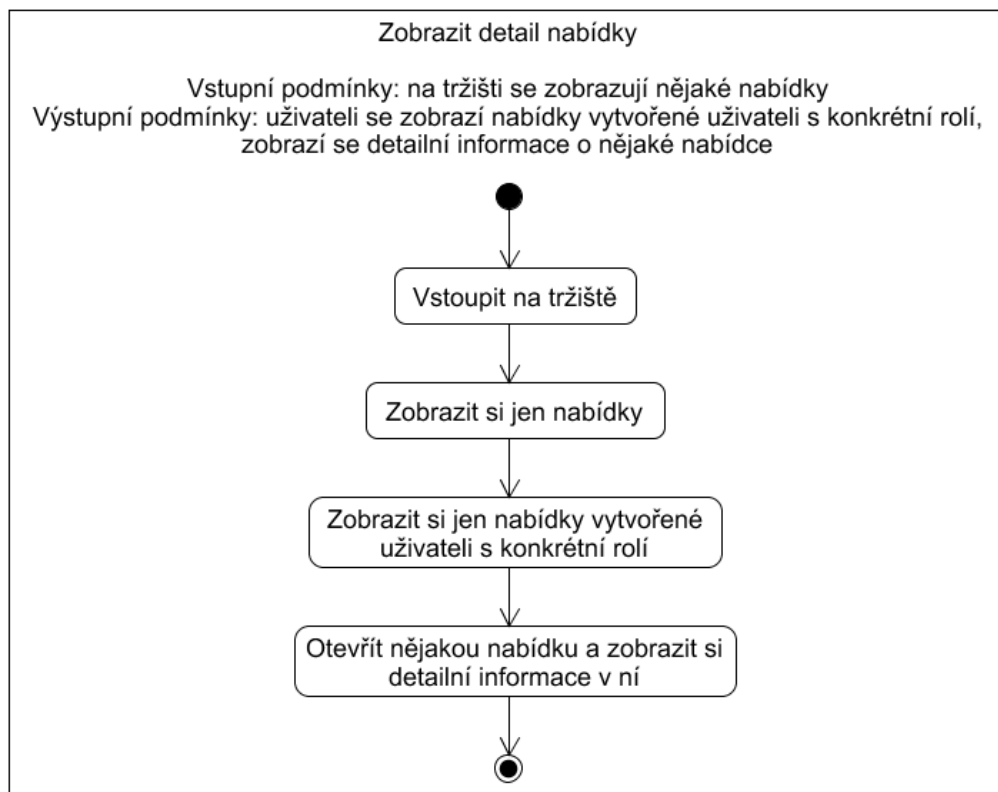 Zobrazit detail nabídky
Vstupní podmínky: na tržišti se zobrazují nějaké nabídky
Výstupní podmínky: uživateli se zobrazí nabídky vytvořené uživateli s konkrétní rolí,
zobrazí se detailní informace o nějaké nabídce
Vstoupit na tržiště
Zobrazit si jen nabídky
Zobrazit si jen nabídky vytvořené
uživateli s konkrétní rolí
Otevřít nějakou nabídku a zobrazit si
detailní informace v ní